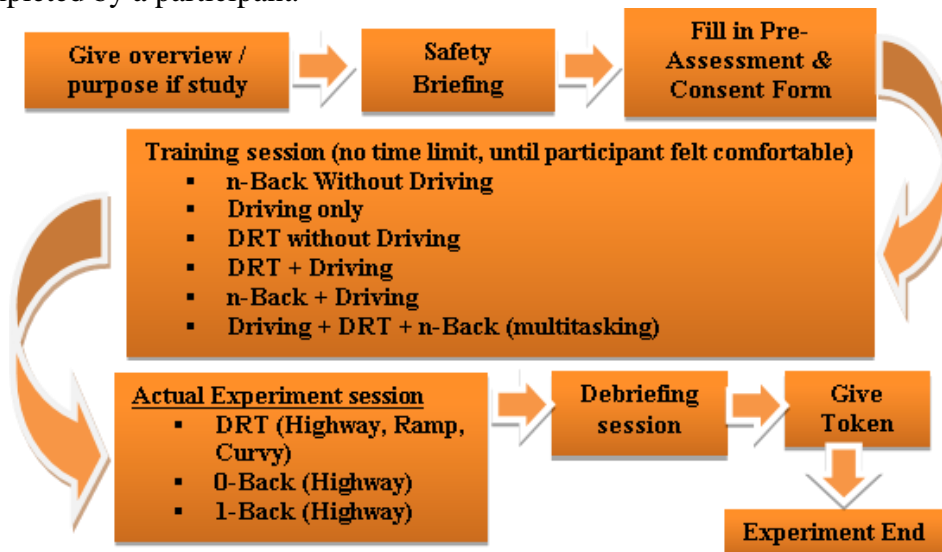 Give overview /
purpose if study
Safety
Briefing
Fill in Pre-
Assessment &
Consent Form
Training session (no time limit, until participant felt comfortable)
▪ n-Back Without Driving
▪ Driving only
▪ DRT without Driving
▪ DRT + Driving
▪ n-Back + Driving
▪ Driving + DRT + n-Back (multitasking)
Actual Experiment session
▪ DRT (Highway, Ramp,
Curvy)
▪ 0-Back (Highway)
▪ 1-Back (Highway)
Debriefing
session
Give
Token
Experiment End